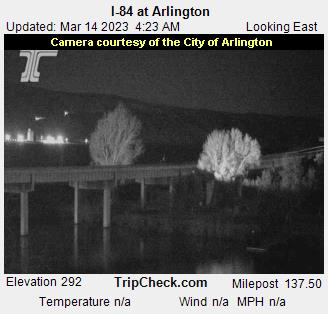 I-84 at Arlington
Updated: Mar 14 2023 4:23 AM Looking East
Camera courtesy of the City of Arlington
Elevation 292 TripCheck.com Milepost 137.50
Temperature n/a Wind n/a MPH n/a